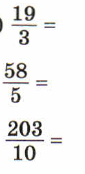 ) 19/3 =
58/5 =
203/10 =